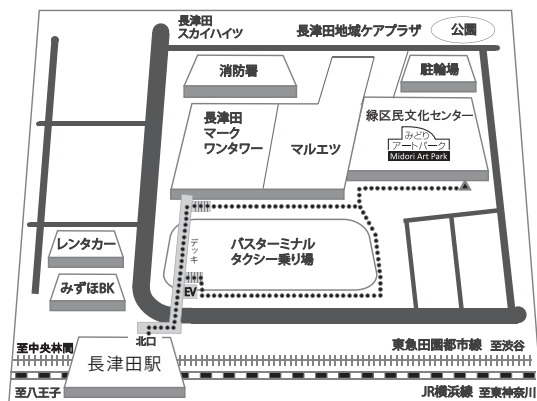 長津田
スカイハイツ
長津田地域ケアプラザ
公園
消防署
駐輪場
長津田
マーク
ワンタワー
マルエツ
緑区民文化センター
みどり
アートパーク
Midori Art Park
レンタカー
デッキ
バスターミナル
タクシー乗り場
みずほBK
EV
北口
至中央林間
東急田園都市線 至渋谷
長津田駅
至八王子
JR横浜線 至東神奈川